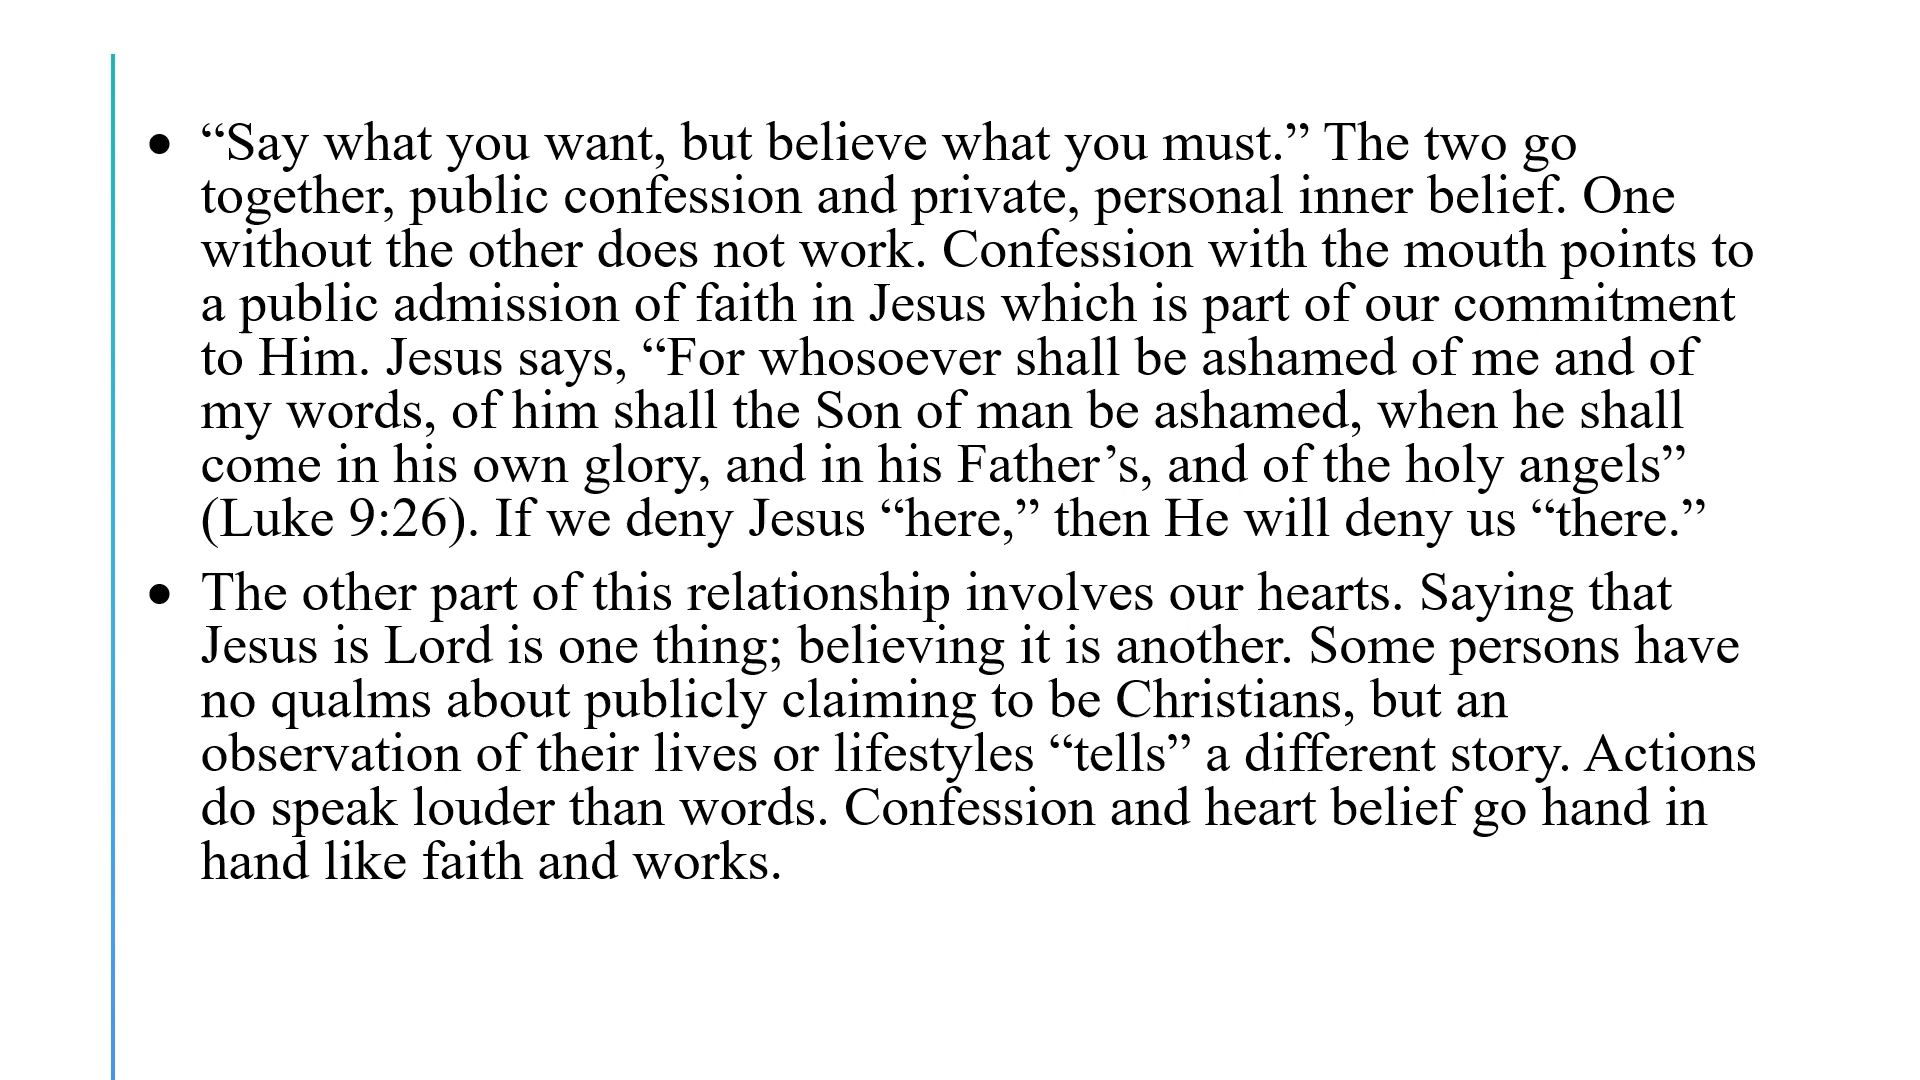 • “Say what you want, but believe what you must.” The two go
together, public confession and private, personal inner belief. One
without the other does not work. Confession with the mouth points to
a public admission of faith in Jesus which is part of our commitment
to Him. Jesus says, “For whosoever shall be ashamed of me and of
my words, of him shall the Son of man be ashamed, when he shall
come in his own glory, and in his Father’s, and of the holy angels”
(Luke 9:26). If we deny Jesus “here,” then He will deny us “there.”
• The other part of this relationship involves our hearts. Saying that
Jesus is Lord is one thing; believing it is another. Some persons have
no qualms about publicly claiming to be Christians, but an
observation of their lives or lifestyles “tells” a different story. Actions
do speak louder than words. Confession and heart belief go hand in
hand like faith and works.